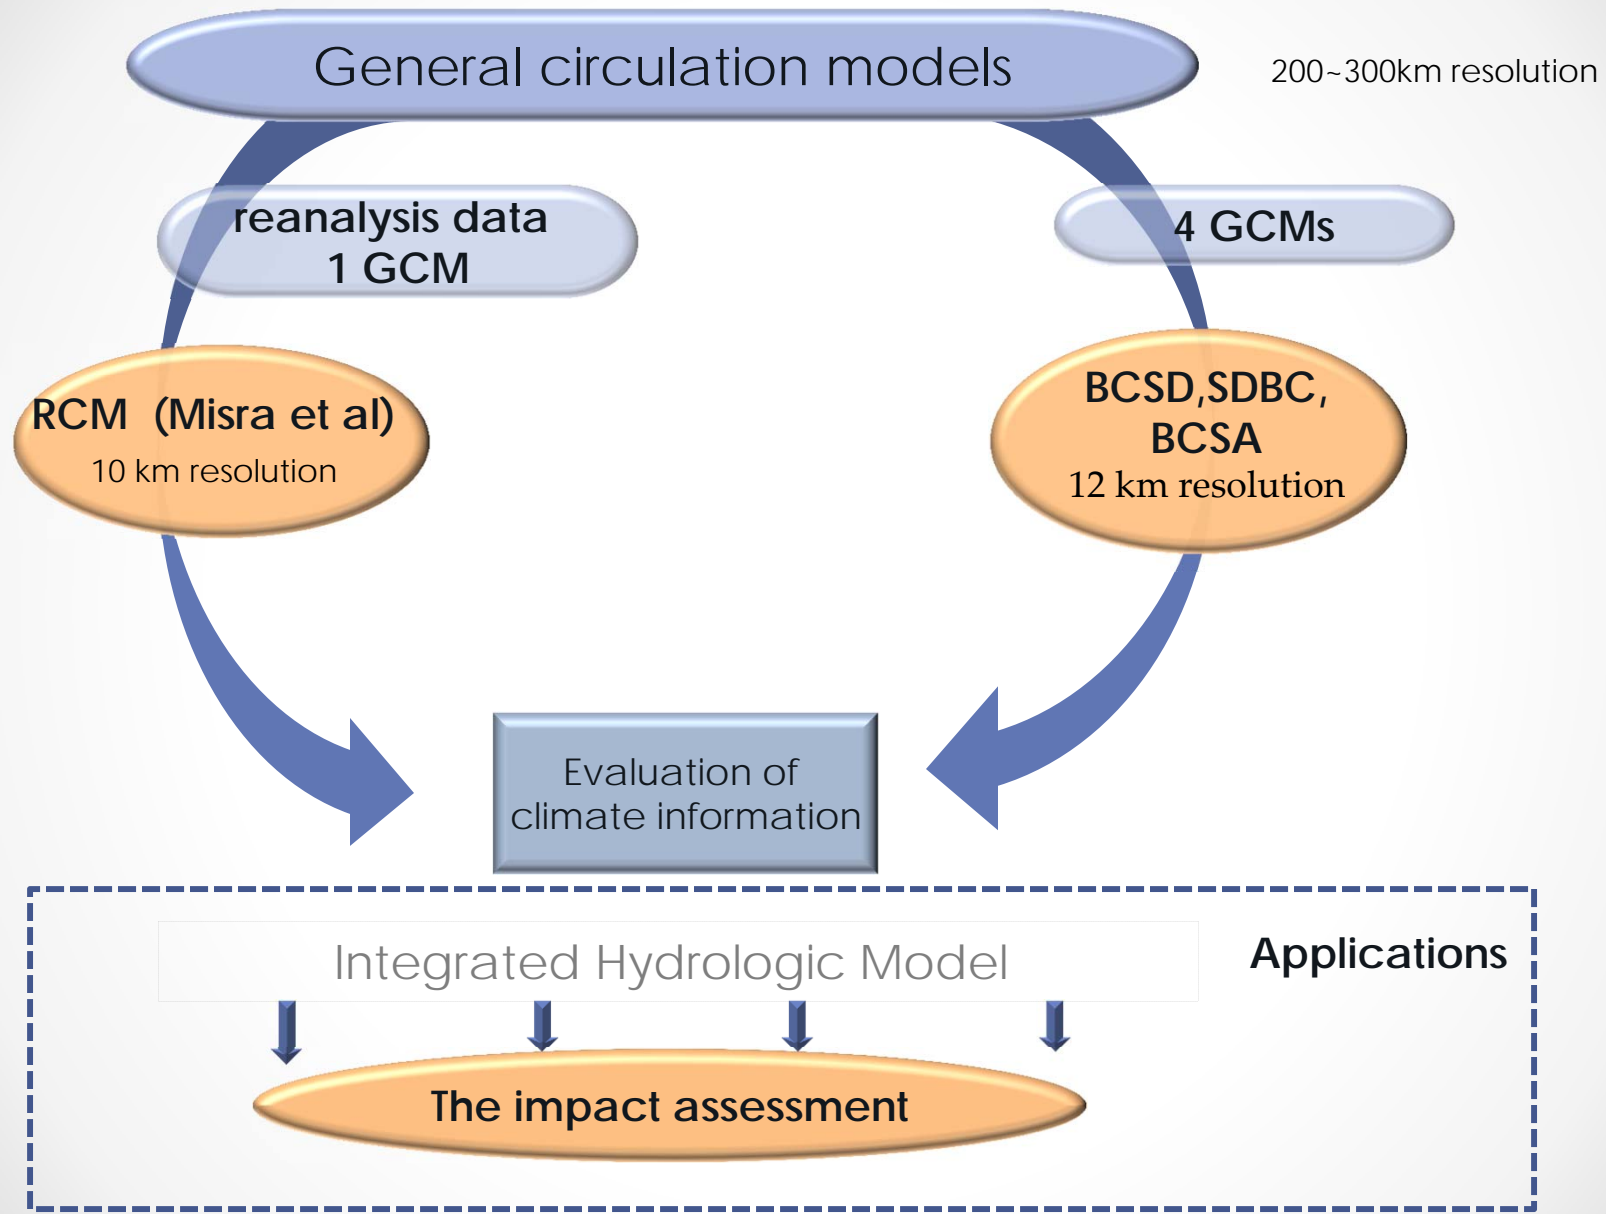 General circulation models
200~300km resolution
reanalysis data
1 GCM
4 GCMs
RCM (Misra et al)
10 km resolution
BCSD,SDBC,
BCSA
12 km resolution
Evaluation of
climate information
Integrated Hydrologic Model
Applications
The impact assessment